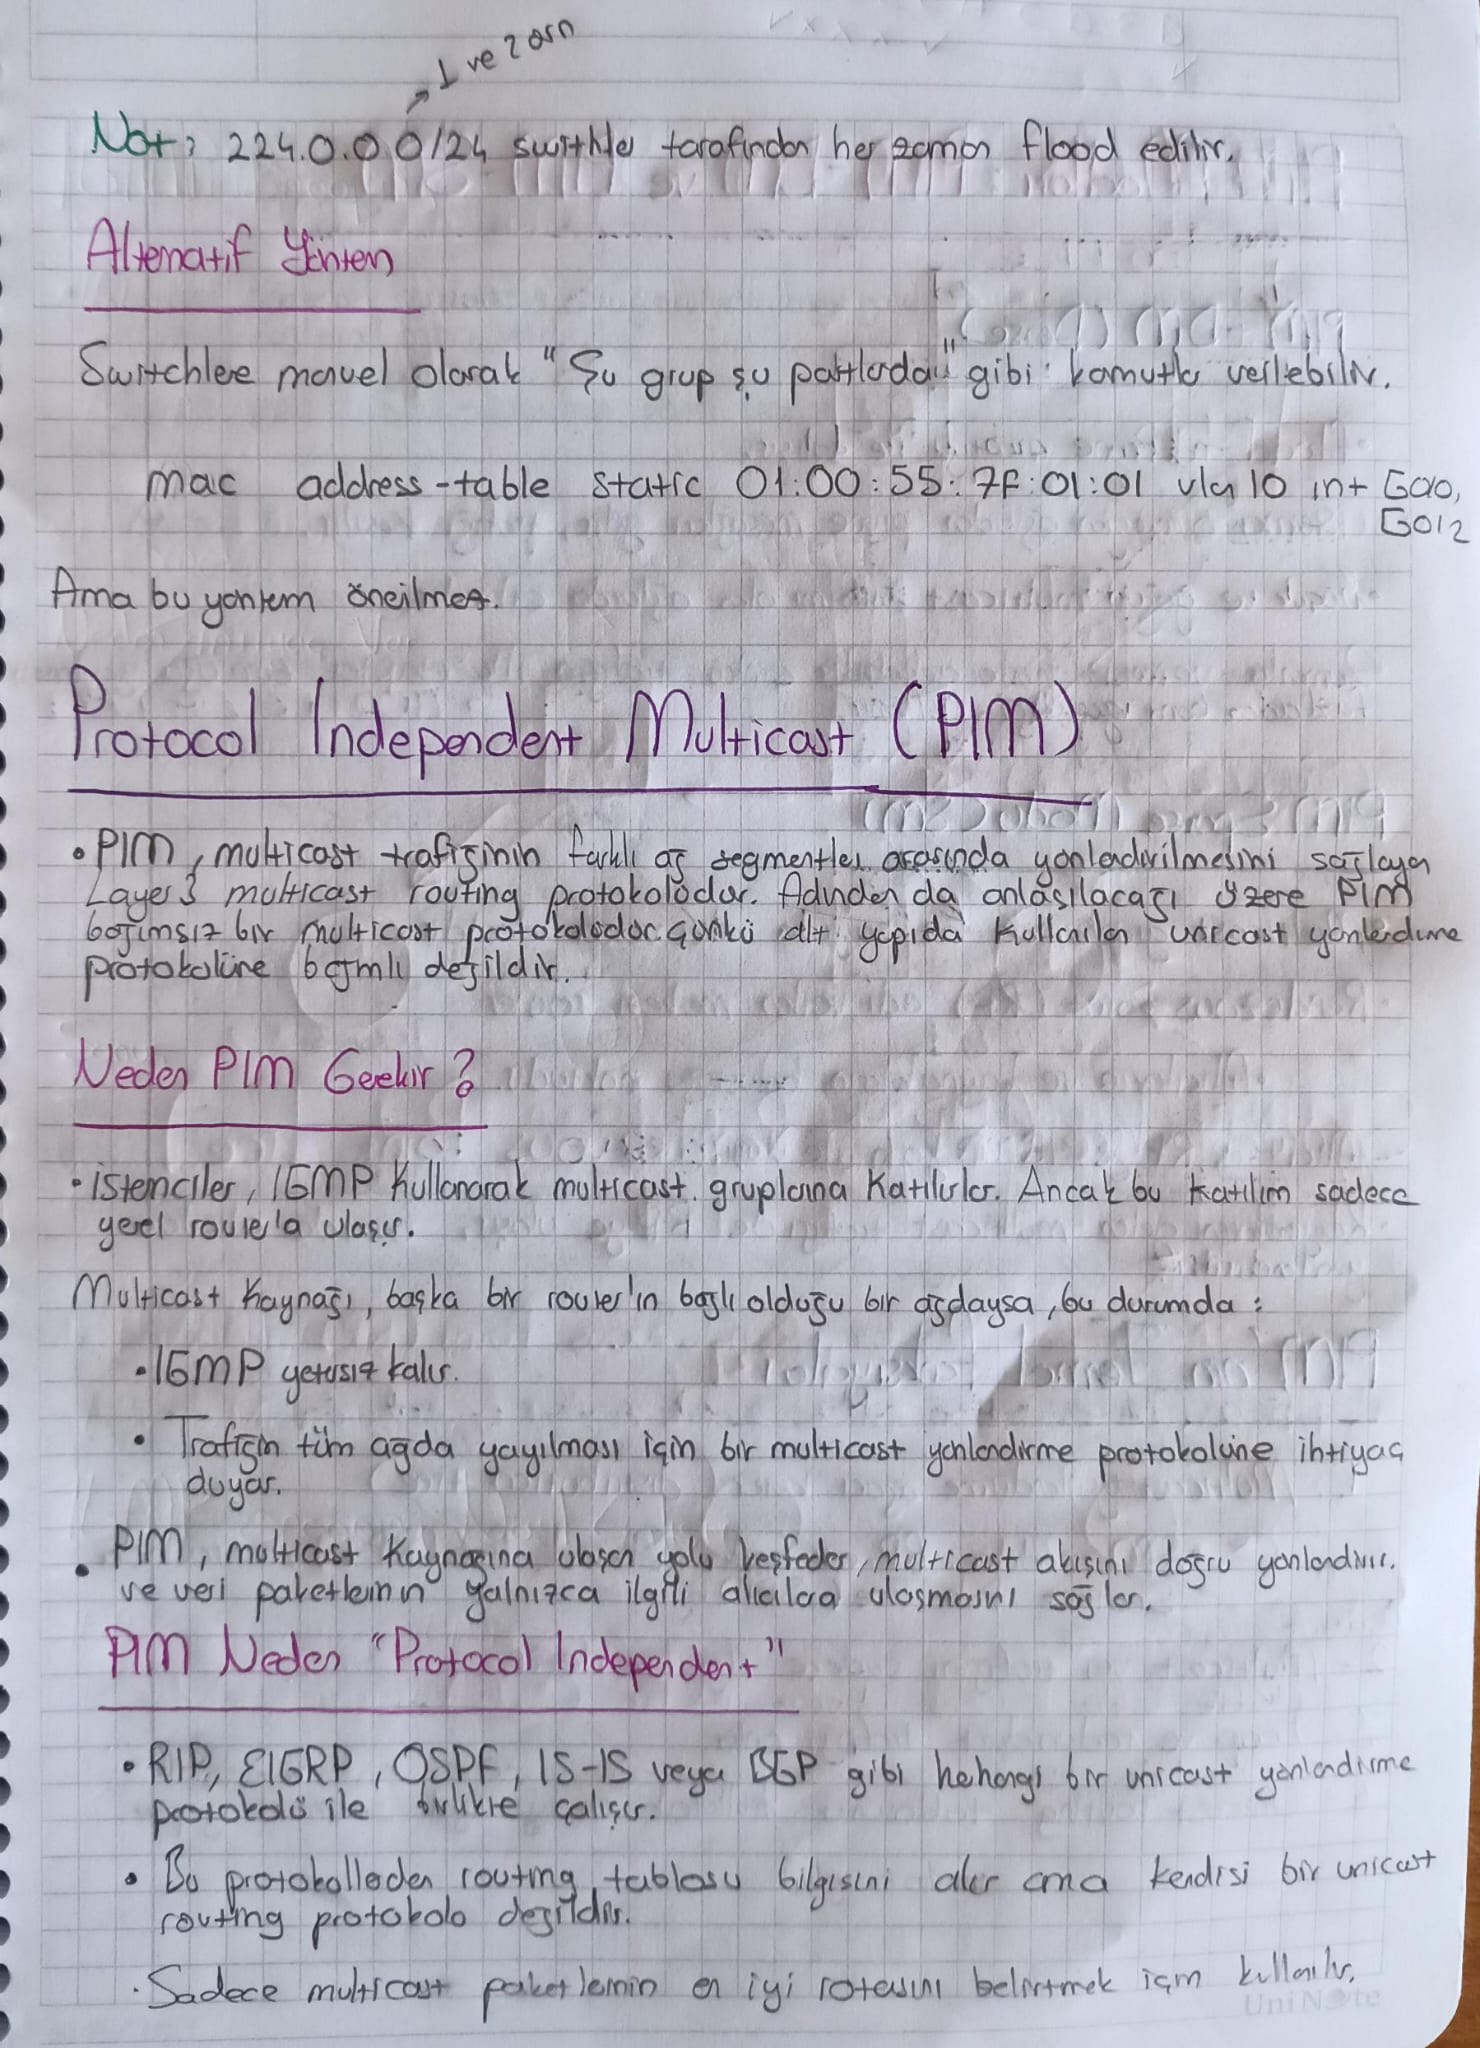 → 1 ve 2 arsn
Not: 224.0.0.0/24 swithler tarafından her zaman flood edilir.
Alternatif Yöntem
Switchlere manuel olarak "Şu grup şu portlarda" gibi komutlar verilebilir.
mac address-table static 01:00:55:7F:01:01 vlan 10 int G0/0,
G0/2
Ama bu yöntem önerilmez.
Protocol Independent Multicast (PIM)
• PIM, multicast trafiğinin farklı ağ segmentler arasında yönlendirilmesini sağlayan
Layer 3 multicast routing protokolüdür. Adından da anlaşılacağı üzere PIM
bağımsız bir multicast protokolüdür çünkü alt yapıda kullanılan unicast yönlendirme
protokolüne bağımlı değildir.
Neden PIM Gerekir?
• istemciler, IGMP kullanarak multicast gruplarına katılırlar. Ancak bu katılım sadece
yerel router'a ulaşır.
Multicast kaynağı, başka bir router'ın bağlı olduğu bir ağdaysa, bu durumda :
• IGMP yetersiz kalır.
• Trafiğin tüm ağda yayılması için bir multicast yönlendirme protokolüne ihtiyaç
duyar.
• PIM, multicast kaynağına ulaşan yolu keşfeder, multicast akışını doğru yönlendirir.
ve veri paketlerinin yalnızca ilgili alıcılara ulaşmasını sağlar.
PIM Neden "Protocol Independent"
• RIP, EIGRP, OSPF, IS-IS veya BGP gibi herhangi bir unicast yönlendirme
protokolü ile birlikte çalışır.
• Bu protokollerden routing tablosu bilgisini alır ama kendisi bir unicast
routing protokolü değildir.
• Sadece multicast paketlerinin en iyi rotasını belirtmek için kullanılır.
UniNote